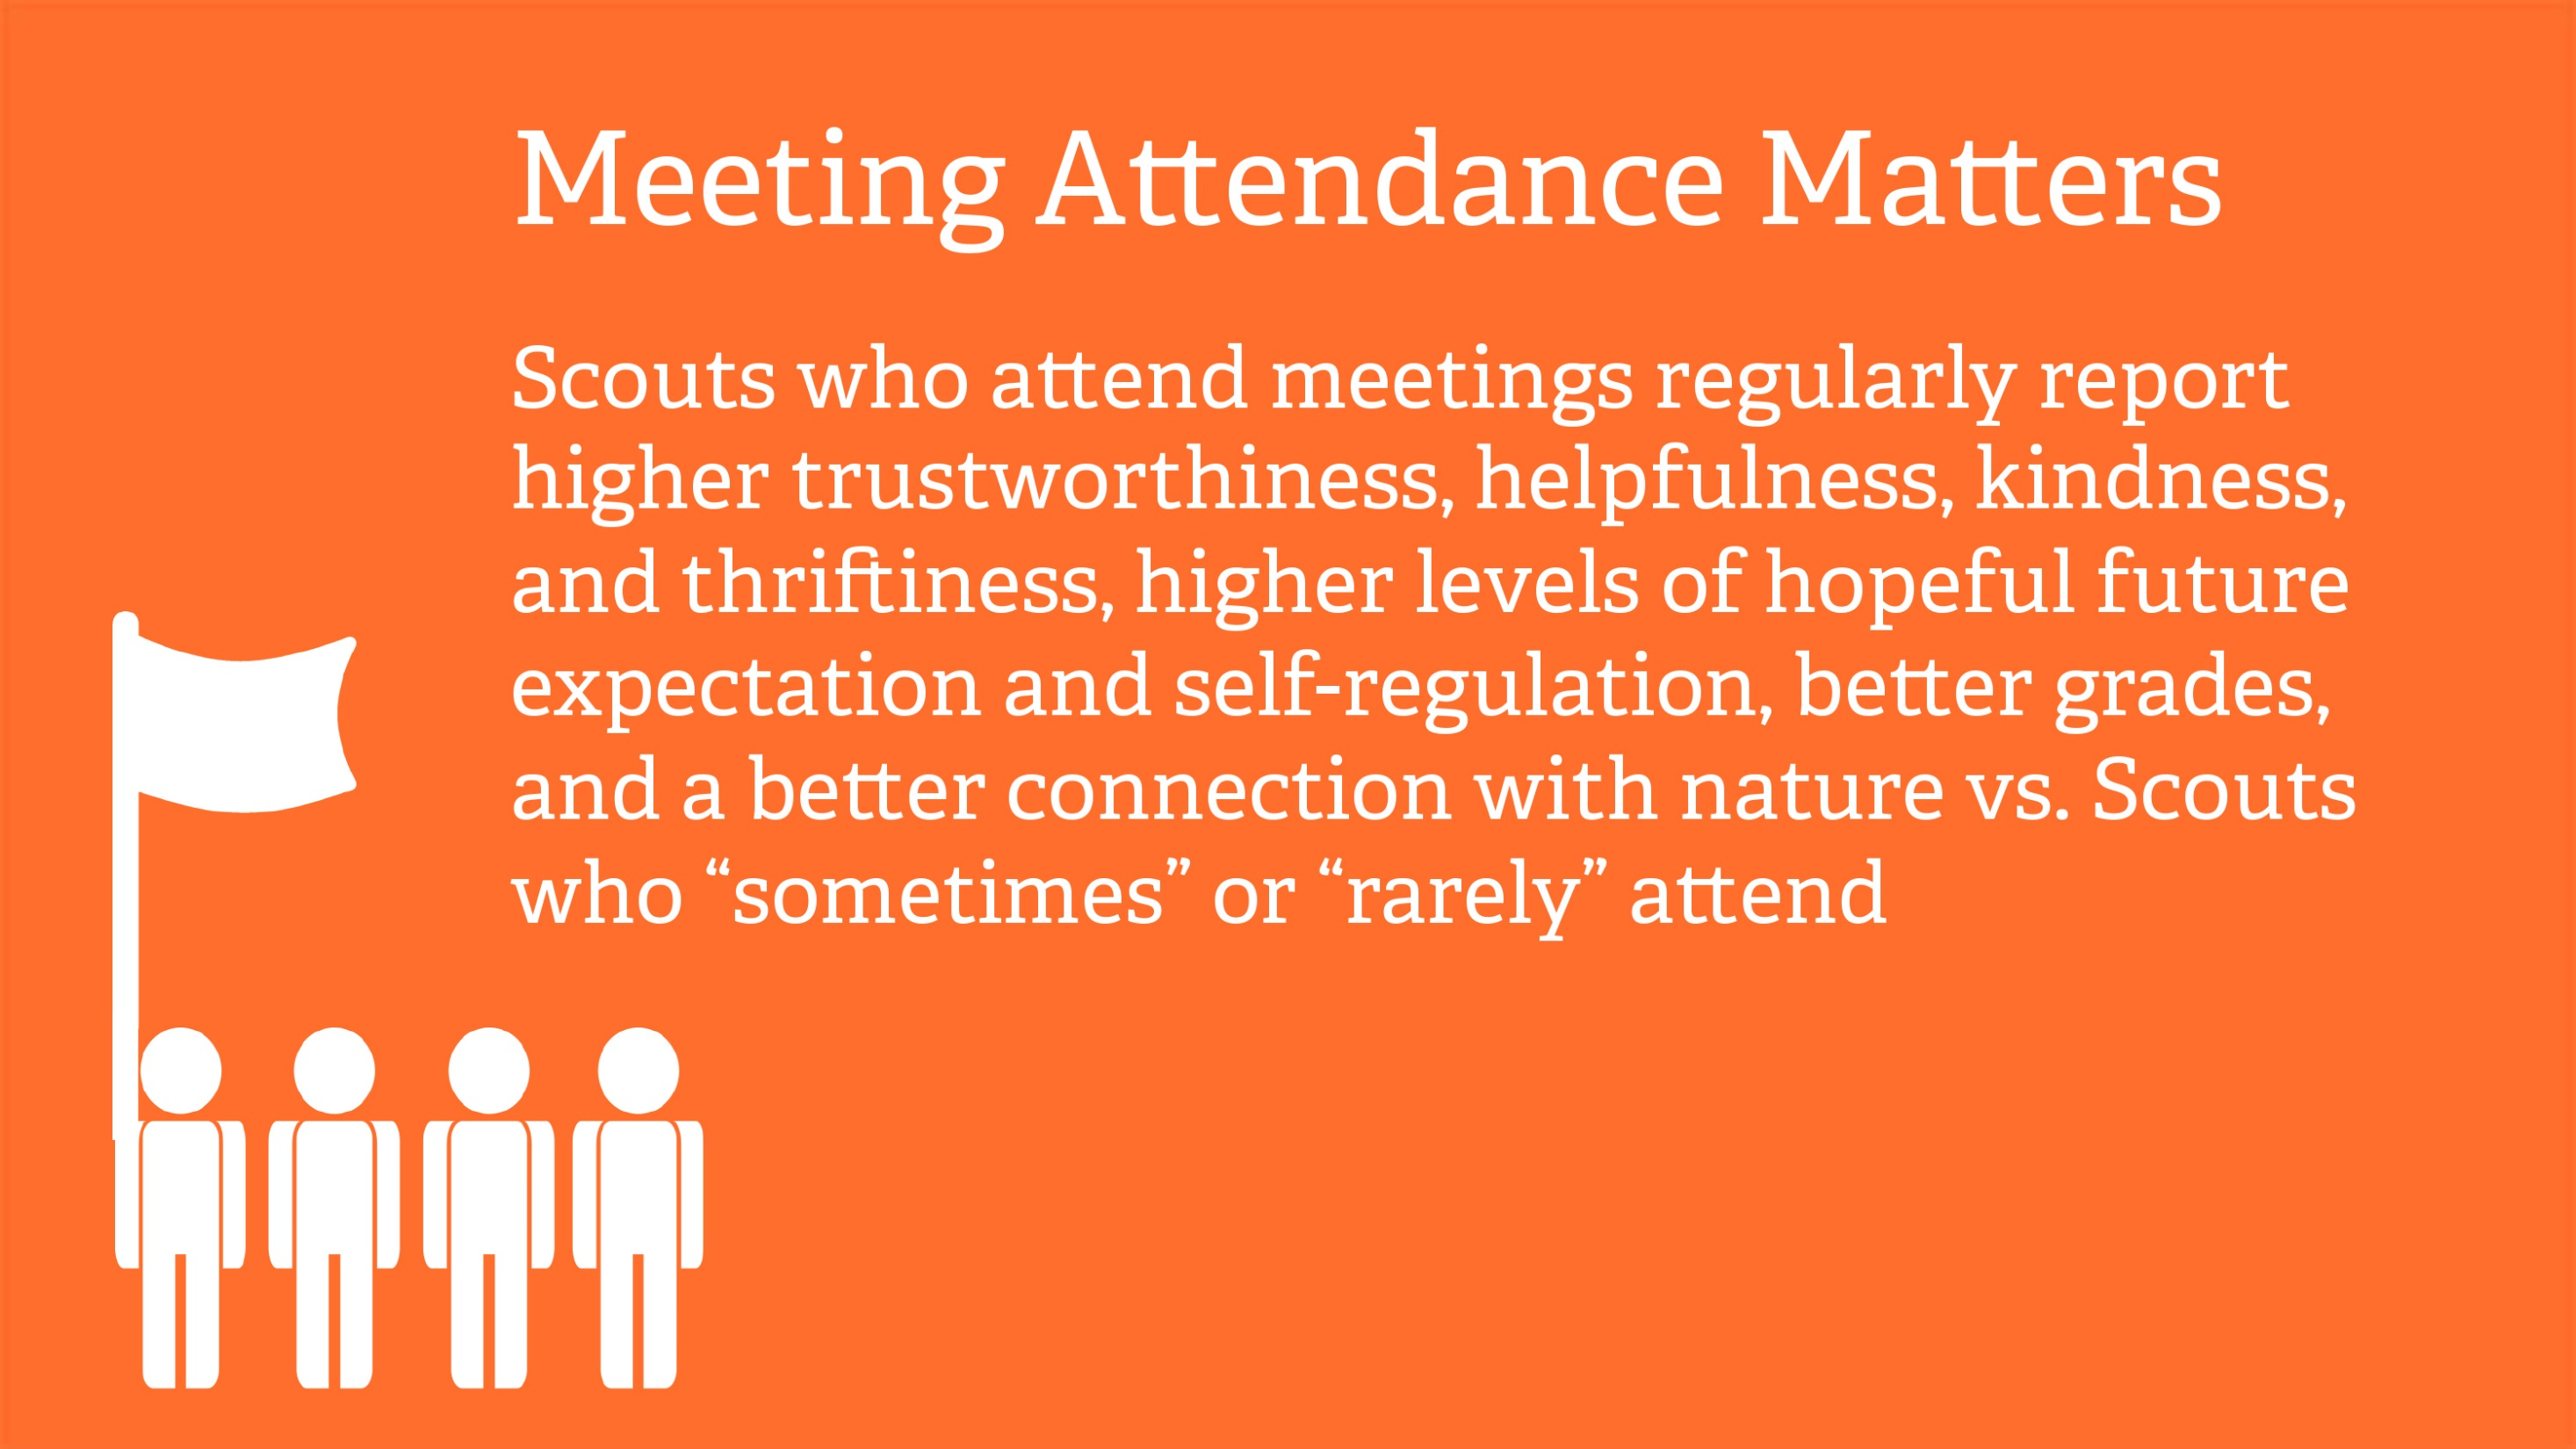 Meeting Attendance Matters
Scouts who attend meetings regularly report
higher trustworthiness, helpfulness, kindness,
and thriftiness, higher levels of hopeful future
expectation and self-regulation, better grades,
and a better connection with nature vs. Scouts
who “sometimes” or “rarely” attend